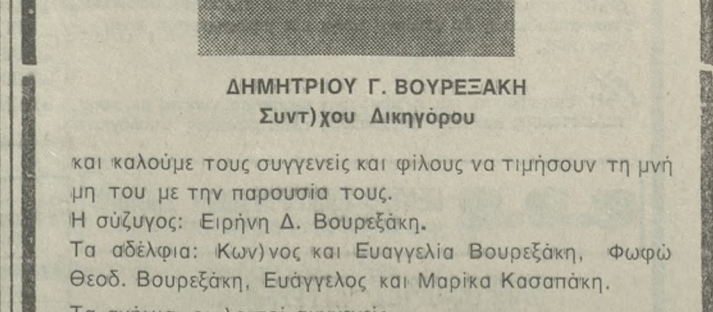 ΔΗΜΗΤΡΙΟΥ Γ. ΒΟΥΡΕΞΑΚΗ
Συντ)χου Δικηγόρου
και καλούμε τους συγγενείς και φίλους να τιμήσουν τη μνή
μη του με την παρουσία τους.
Η σύζυγος: Ειρήνη Δ. Βουρεξάκη.
Τα αδέλφια: Κων)νος και Ευαγγελία Βουρεξάκη, Φωφώ
Θεοδ. Βουρεξάκη, Ευάγγελος και Μαρίκα Κασαπάκη.